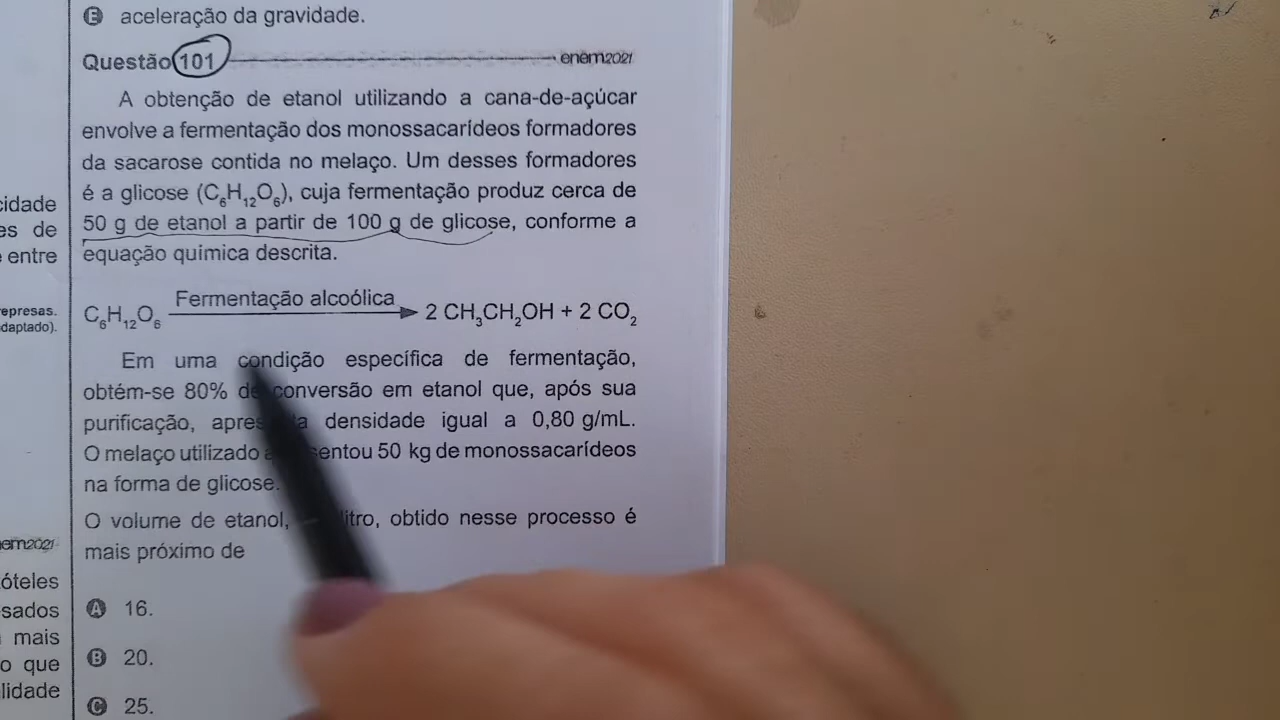 E aceleração da gravidade.
Questão 101 enem2021
A obtenção de etanol utilizando a cana-de-açúcar
envolve a fermentação dos monossacarídeos formadores
da sacarose contida no melaço. Um desses formadores
é a glicose (C₆H₁₂O₆), cuja fermentação produz cerca de
50 g de etanol a partir de 100 g de glicose, conforme a
equação química descrita.
Fermentação alcoólica
C₆H₁₂O₆ → 2 CH₃CH₂OH + 2 CO₂
Em uma condição específica de fermentação,
obtém-se 80% de conversão em etanol que, após sua
purificação, densidade igual a 0,80 g/mL.
O melaço utilizado 50 kg de monossacarídeos
na forma de glicose.
O volume de etanol, litro, obtido nesse processo é
mais próximo de
A 16.
B 20.
C 25.
cidade
es de
entre
epresas.
daptado).
em2021
óteles
sados
mais
o que
lidade